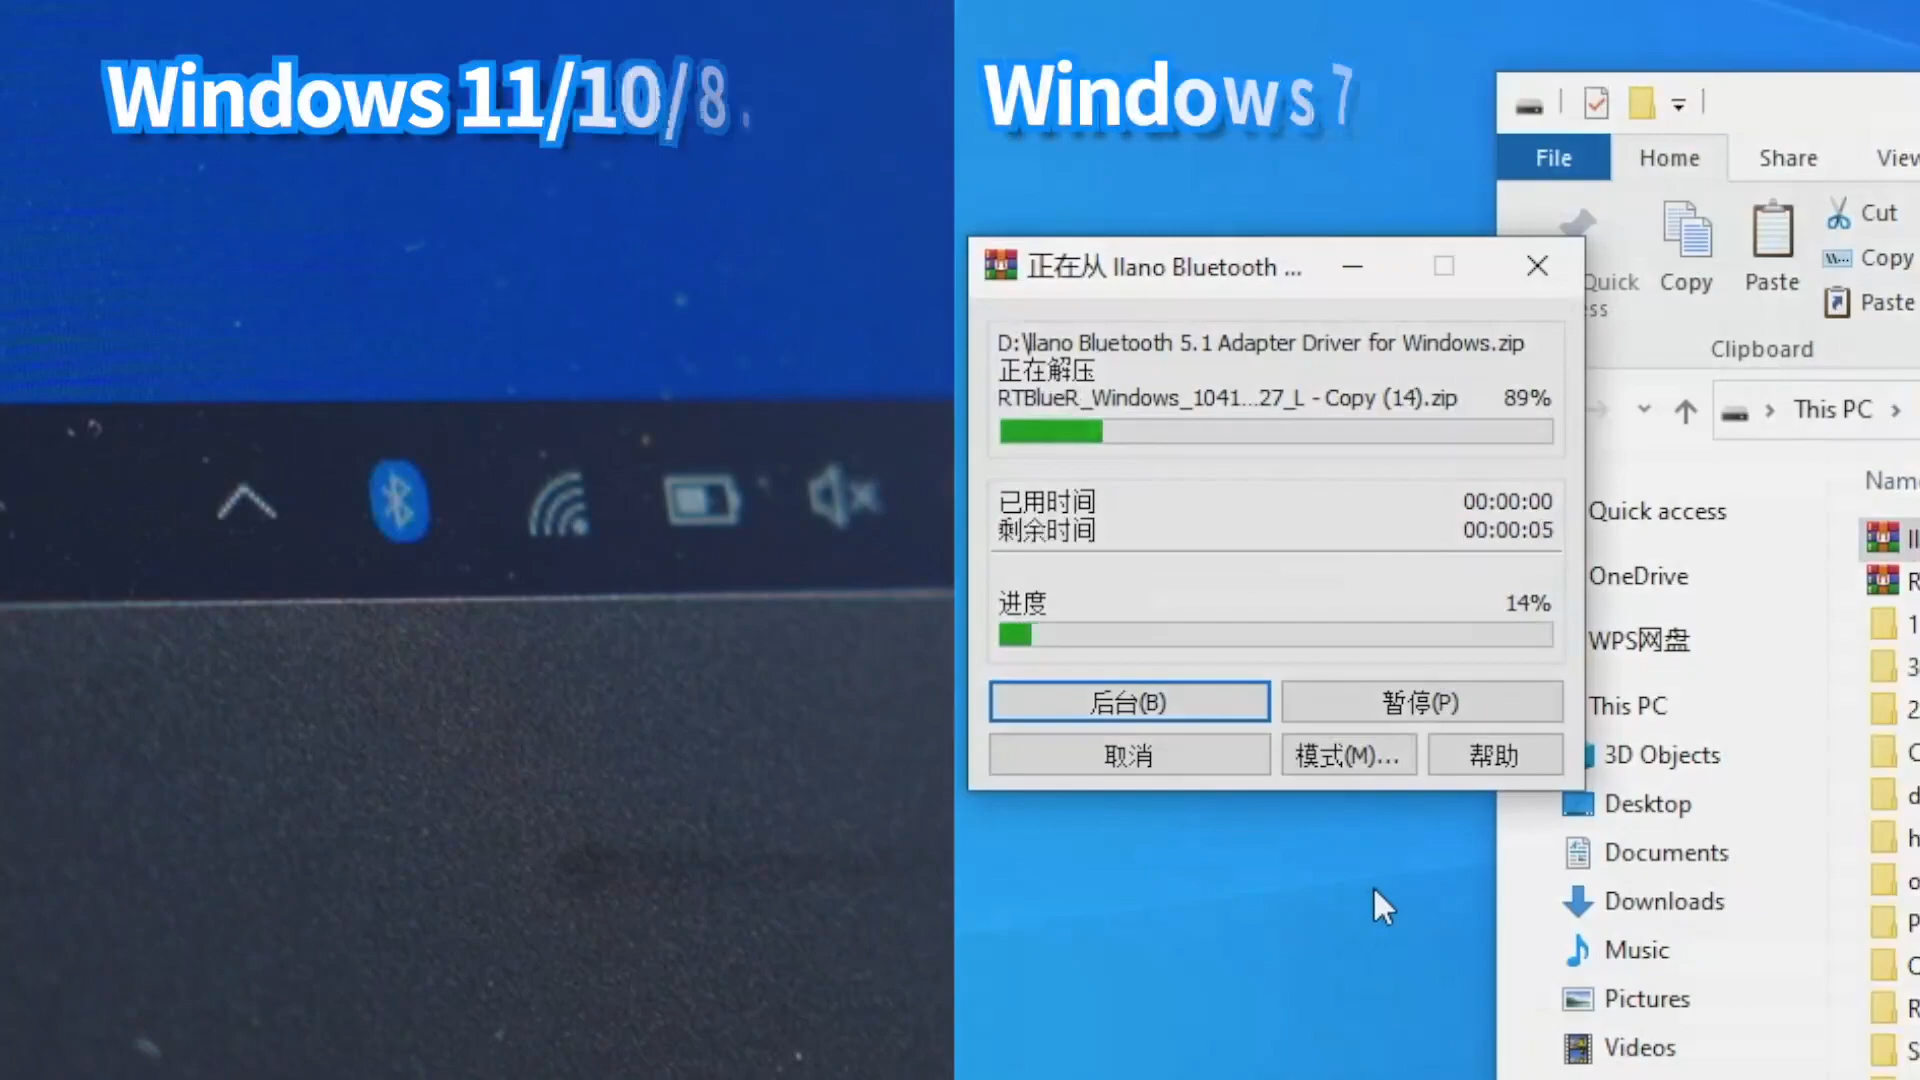 Windows 11/10/8.
Windows 7
File
Home
Share
View
Cut
Copy
Paste
Copy
Paste
Quick
Clipboard
正在从 llano Bluetooth ...
D:\llano Bluetooth 5.1 Adapter Driver for Windows.zip
正在解压
RTBlueR_Windows_1041...27_L - Copy (14).zip 89%
已用时间 00:00:00
剩余时间 00:00:05
进度 14%
后台(B)
暂停(P)
取消
模式(M)...
帮助
This PC
Quick access
OneDrive
WPS网盘
This PC
3D Objects
Desktop
Documents
Downloads
Music
Pictures
Videos